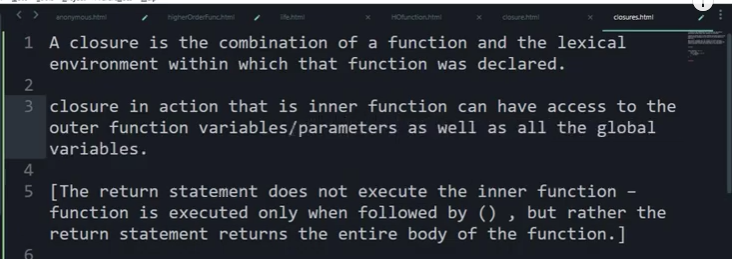 anonymous.html higherOrderFunc.html life.html HOfunction.html closure.html closures.html
1 A closure is the combination of a function and the lexical
environment within which that function was declared.
2
3 closure in action that is inner function can have access to the
outer function variables/parameters as well as all the global
variables.
4
5 [The return statement does not execute the inner function –
function is executed only when followed by () , but rather the
return statement returns the entire body of the function.]
6